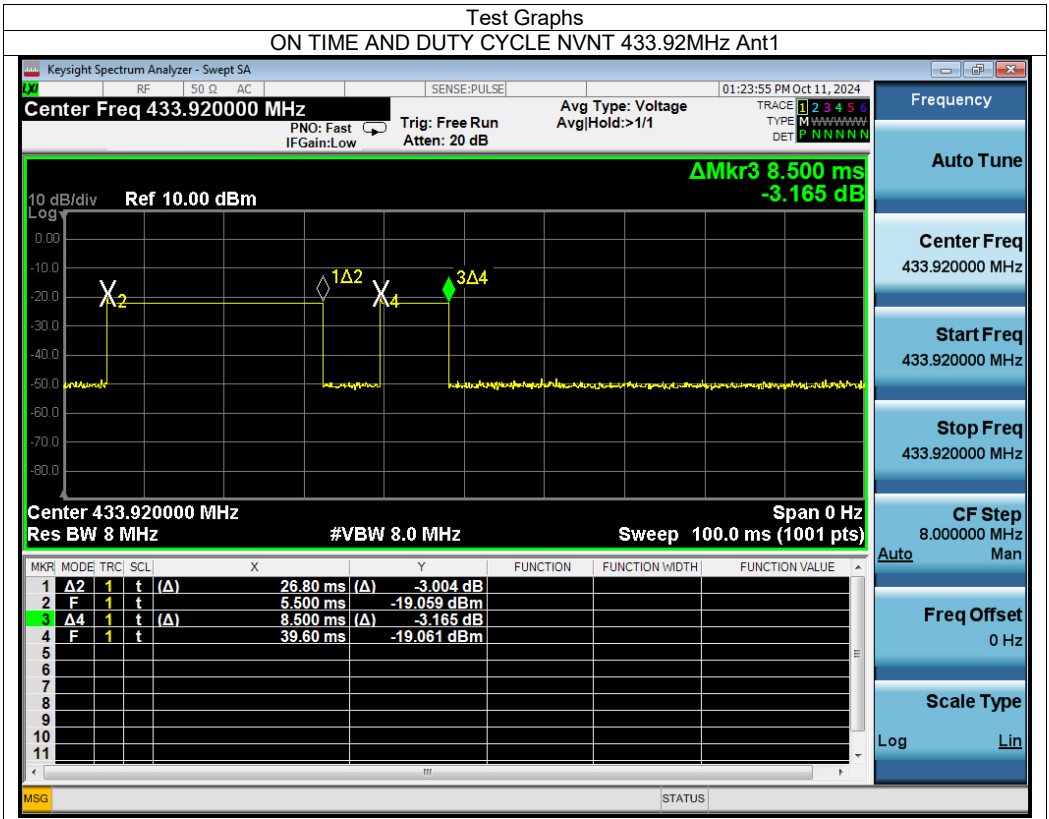 Test Graphs
ON TIME AND DUTY CYCLE NVNT 433.92MHz Ant1
Keysight Spectrum Analyzer - Swept SA
LXI RF 50 Ω AC SENSE:PULSE 01:23:55 PM Oct 11, 2024
Center Freq 433.920000 MHz
PNO: Fast
IFGain:Low
Trig: Free Run
Atten: 20 dB
Avg Type: Voltage
Avg|Hold:>1/1
TRACE 1 2 3 4 5 6
TYPE M WWWWW
DET P N N N N N
ΔMkr3 8.500 ms
-3.165 dB
10 dB/div Ref 10.00 dBm
Log
0.00
-10.0
-20.0
-30.0
-40.0
-50.0
-60.0
-70.0
-80.0
2
1Δ2
4
3Δ4
Center 433.920000 MHz Span 0 Hz
Res BW 8 MHz #VBW 8.0 MHz Sweep 100.0 ms (1001 pts)
MKR MODE TRC SCL X Y FUNCTION FUNCTION WIDTH FUNCTION VALUE
1 Δ2 1 t (Δ) 26.80 ms (Δ) -3.004 dB
2 F 1 t 5.500 ms -19.059 dBm
3 Δ4 1 t (Δ) 8.500 ms (Δ) -3.165 dB
4 F 1 t 39.60 ms -19.061 dBm
5
6
7
8
9
10
11
MSG STATUS
Frequency
Auto Tune
Center Freq
433.920000 MHz
Start Freq
433.920000 MHz
Stop Freq
433.920000 MHz
CF Step
8.000000 MHz
Auto Man
Freq Offset
0 Hz
Scale Type
Log Lin